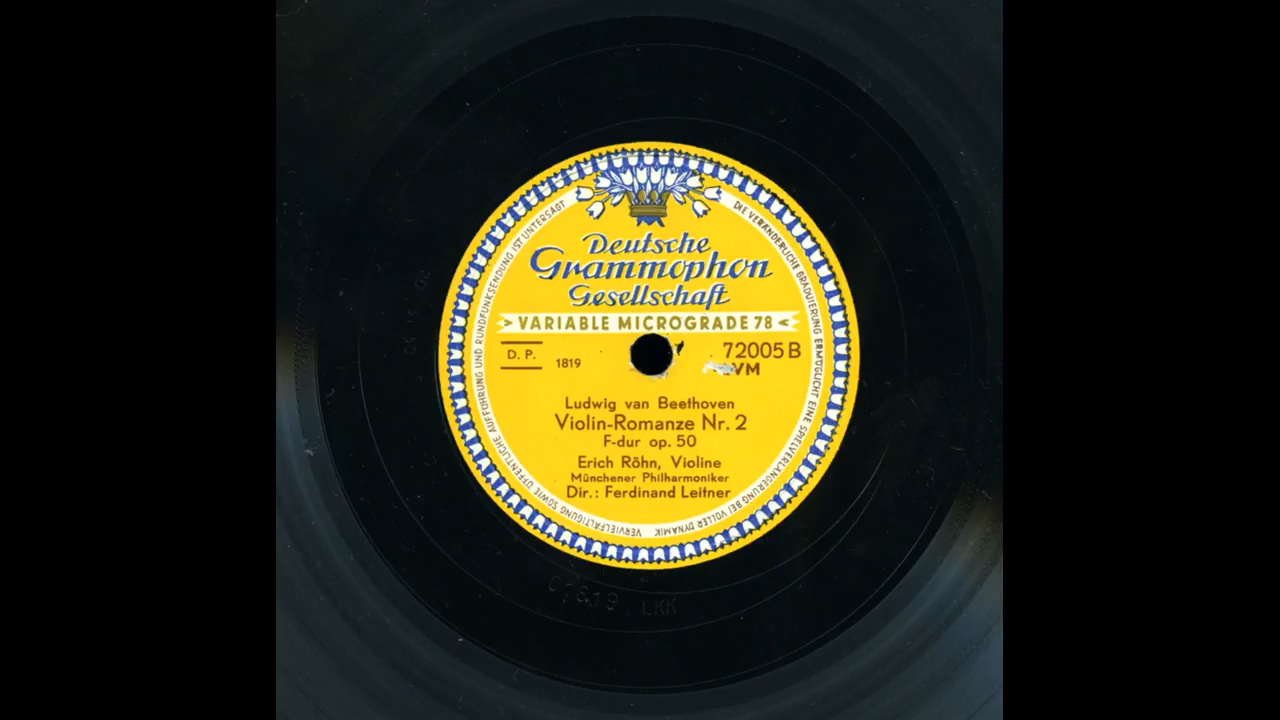 Deutsche
Grammophon
Gesellschaft
> VARIABLE MICROGRADE 78 <
D. P.
1819
72005 B
VM
Ludwig van Beethoven
Violin-Romanze Nr. 2
F-dur op. 50
Erich Röhn, Violine
Münchener Philharmoniker
Dir.: Ferdinand Leitner
DIE VERÄNDERLICHE GRADUIERUNG ERMÖGLICHT EINE SPIELVERLÄNGERUNG BEI VOLLER DYNAMIK
VERVIELFÄLTIGUNG SOWIE ÖFFENTLICHE AUFFÜHRUNG UND RUNDFUNKSENDUNG IST UNTERSAGT
01819 LKK